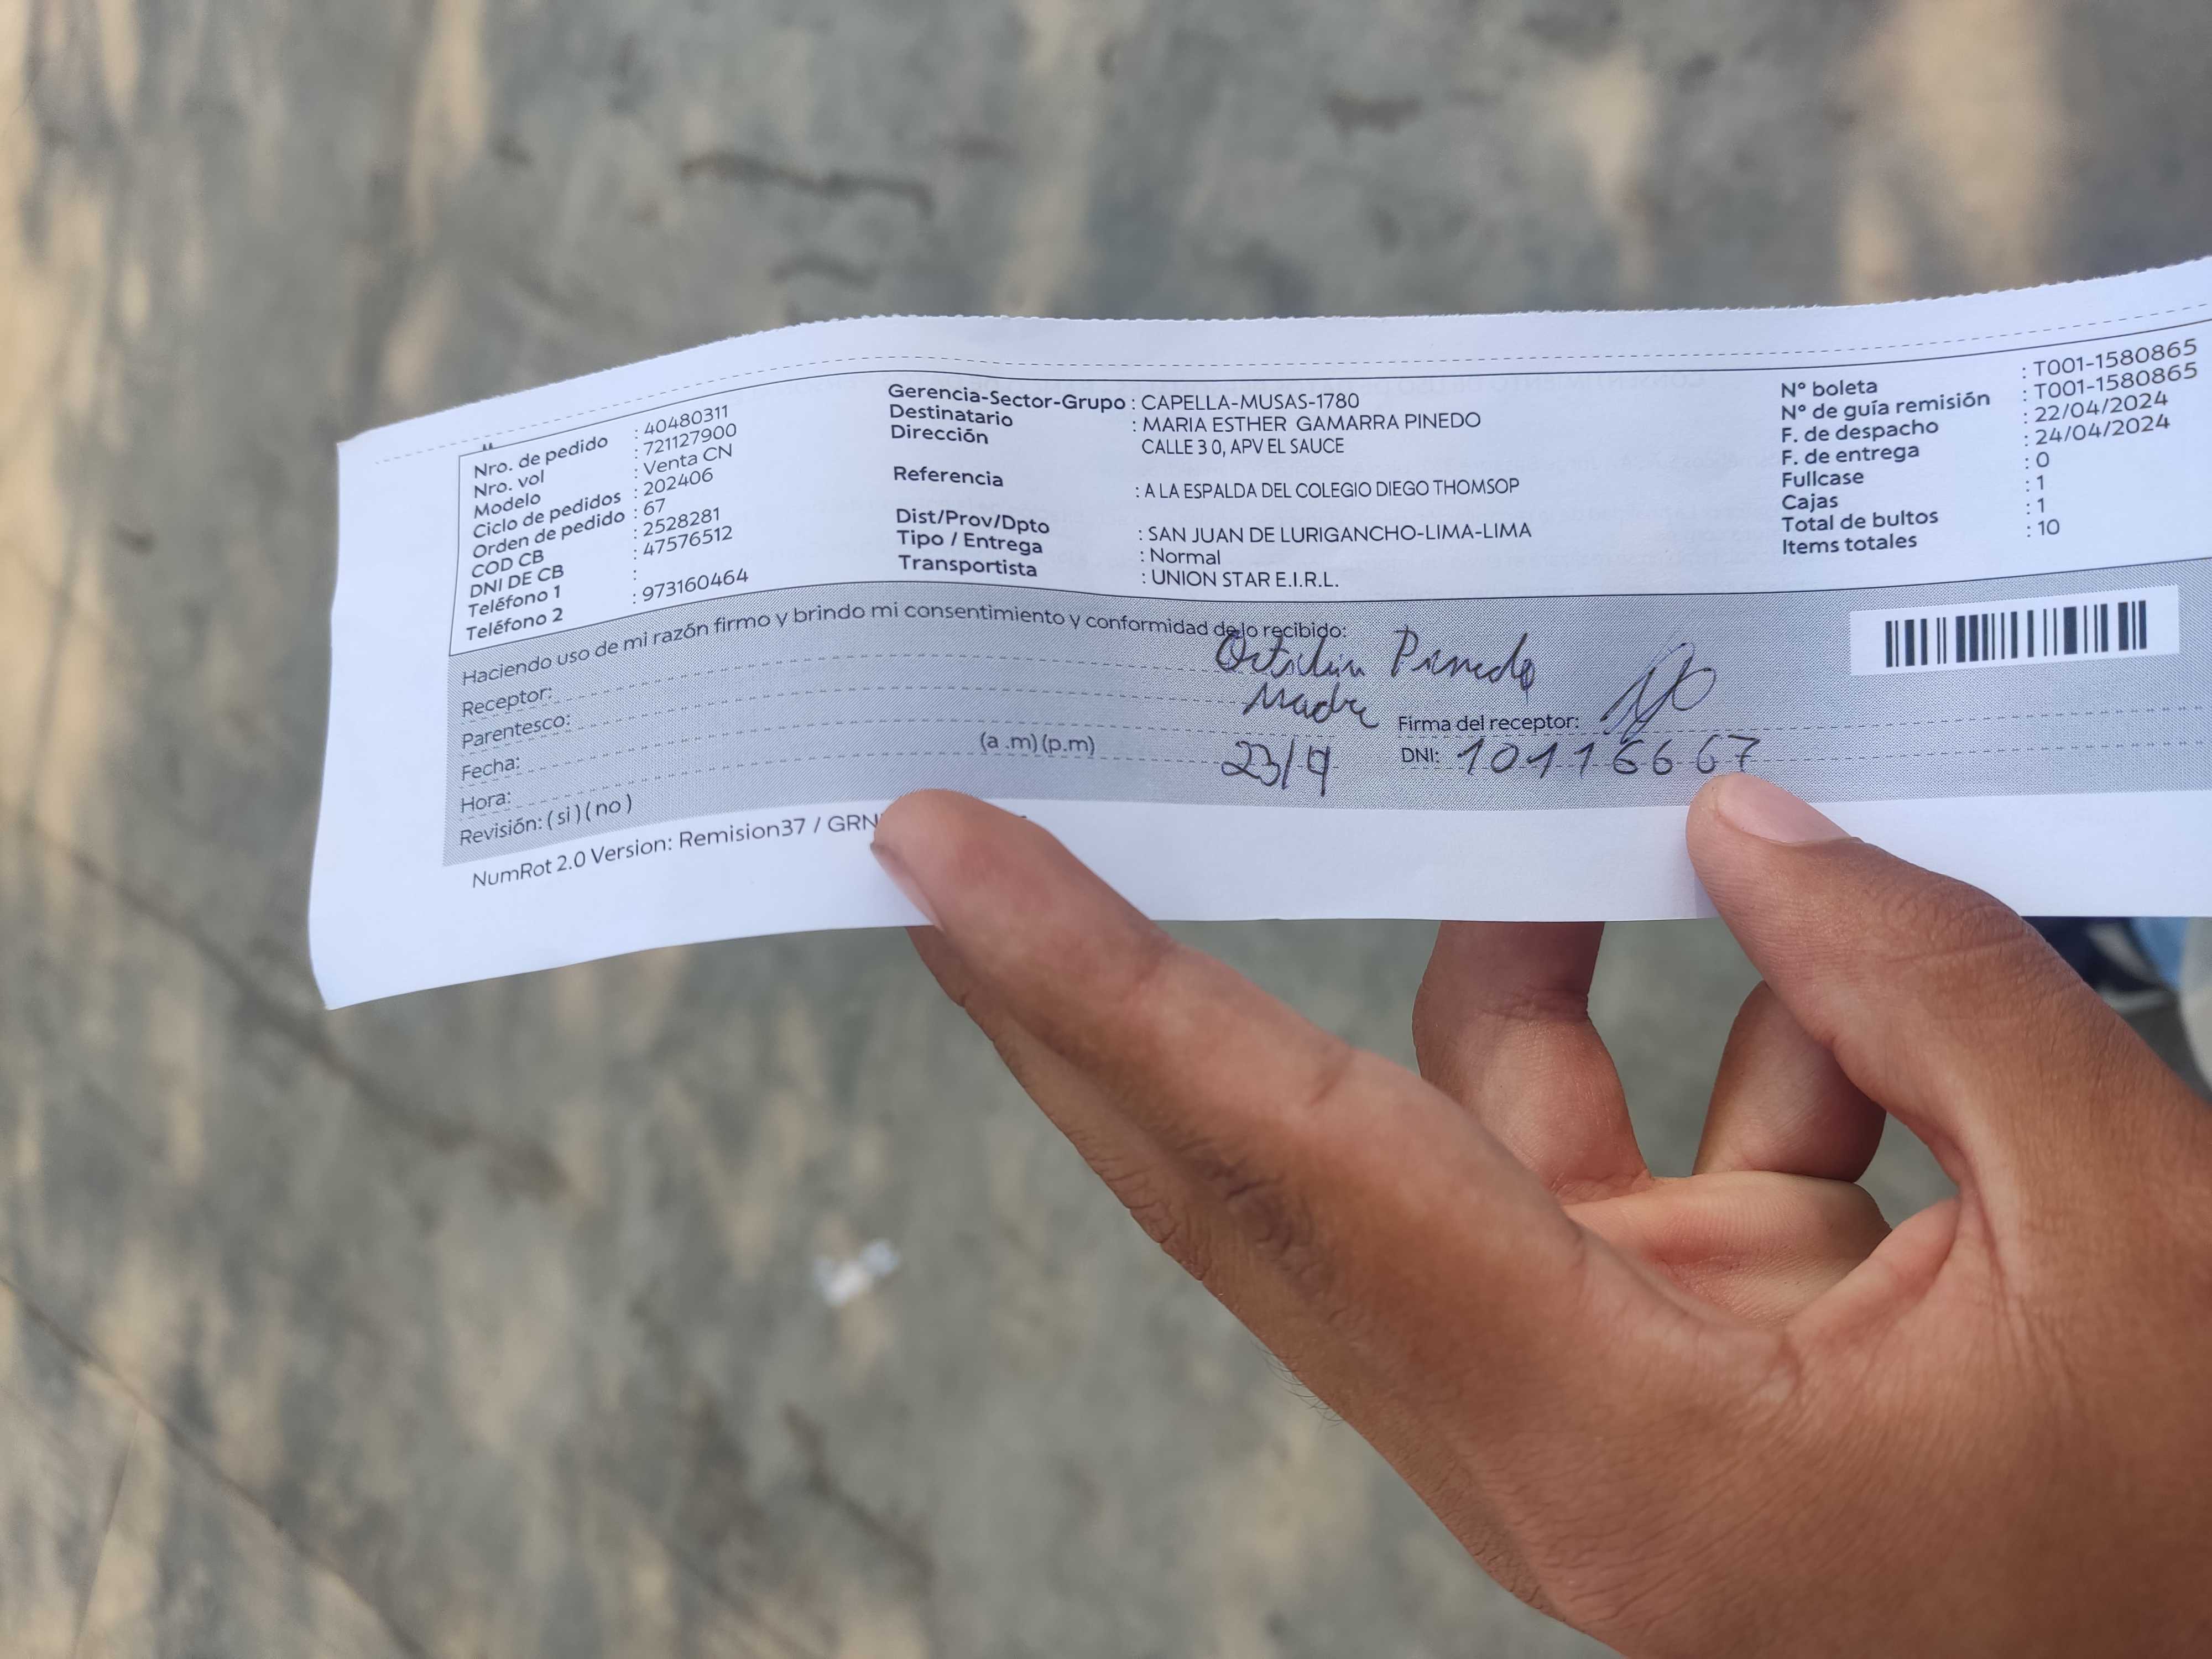 Nro. de pedido : 40480311
Nro. vol : 721127900
Modelo : Venta CN
Ciclo de pedidos : 202406
Orden de pedido : 67
COD CB : 2528281
DNI DE CB : 47576512
Teléfono 1 :
Teléfono 2 : 973160464
Gerencia-Sector-Grupo : CAPELLA-MUSAS-1780
Destinatario : MARIA ESTHER GAMARRA PINEDO
Dirección CALLE 3 0, APV EL SAUCE
Referencia : A LA ESPALDA DEL COLEGIO DIEGO THOMSOP
Dist/Prov/Dpto : SAN JUAN DE LURIGANCHO-LIMA-LIMA
Tipo / Entrega : Normal
Transportista : UNION STAR E.I.R.L.
N° boleta : T001-1580865
N° de guía remisión : T001-1580865
F. de despacho : 22/04/2024
F. de entrega : 24/04/2024
Fullcase : 0
Cajas : 1
Total de bultos : 1
Items totales : 10
Haciendo uso de mi razón firmo y brindo mi consentimiento y conformidad de lo recibido:
Receptor: Pinedo
Parentesco: Madre Firma del receptor:
Fecha: 23/4 DNI: 10116667
Hora: (a .m) (p.m)
Revisión: ( si ) ( no )
NumRot 2.0 Version: Remision37 / GRN